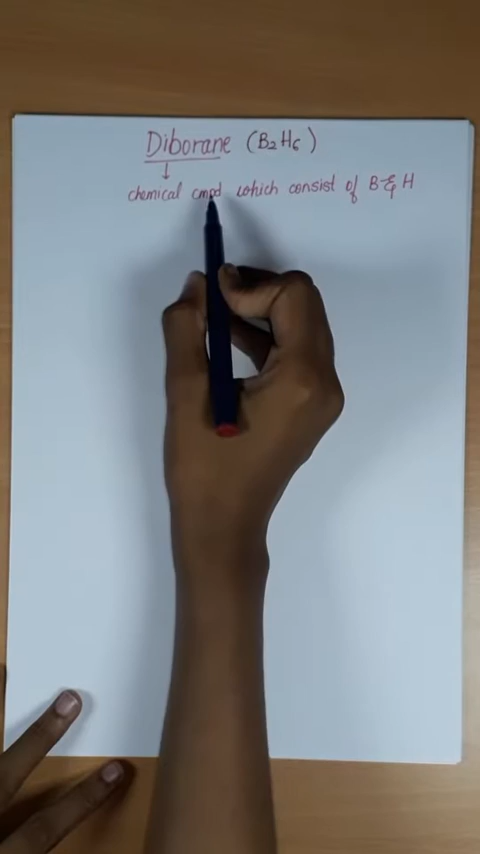 Diborane (B₂H₆)
↓
chemical cmpd which consist of B & H